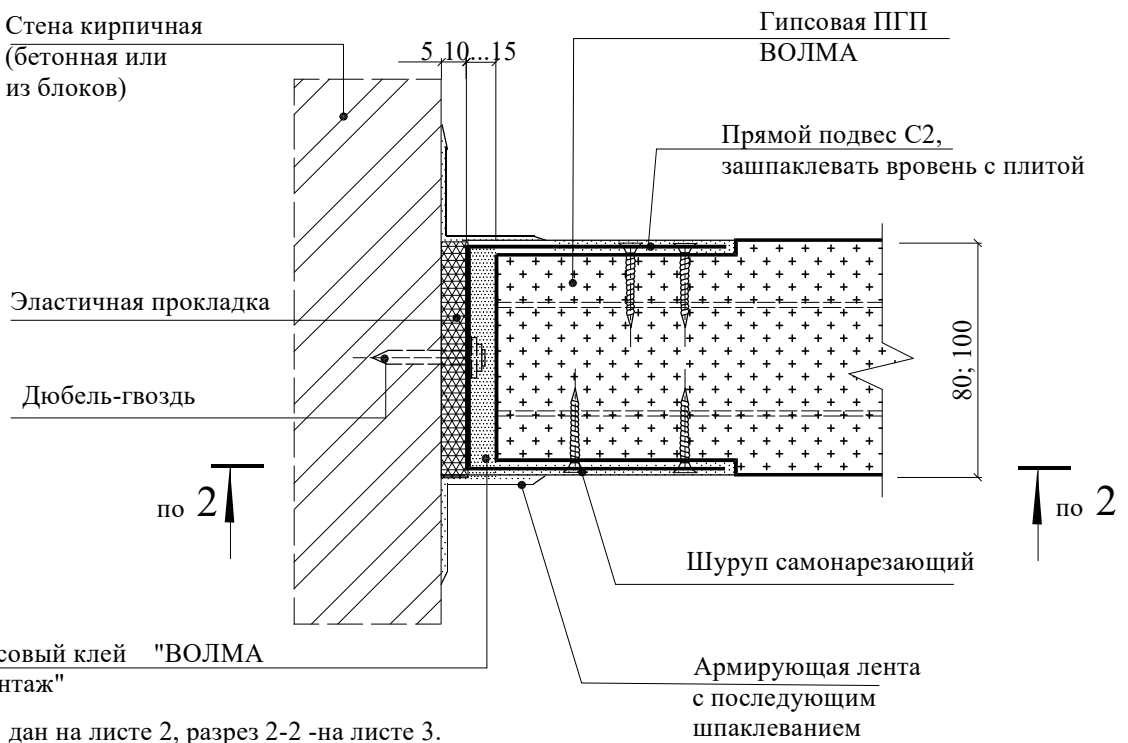 Стена кирпичная
(бетонная или
из блоков)
5 10...15
Гипсовая ПГП
ВОЛМА
Прямой подвес С2,
зашпаклевать вровень с плитой
Эластичная прокладка
80; 100
Дюбель-гвоздь
по 2
по 2
Шуруп самонарезающий
совый клей "ВОЛМА
нтаж"
Армирующая лента
с последующим
шпаклеванием
дан на листе 2, разрез 2-2 -на листе 3.